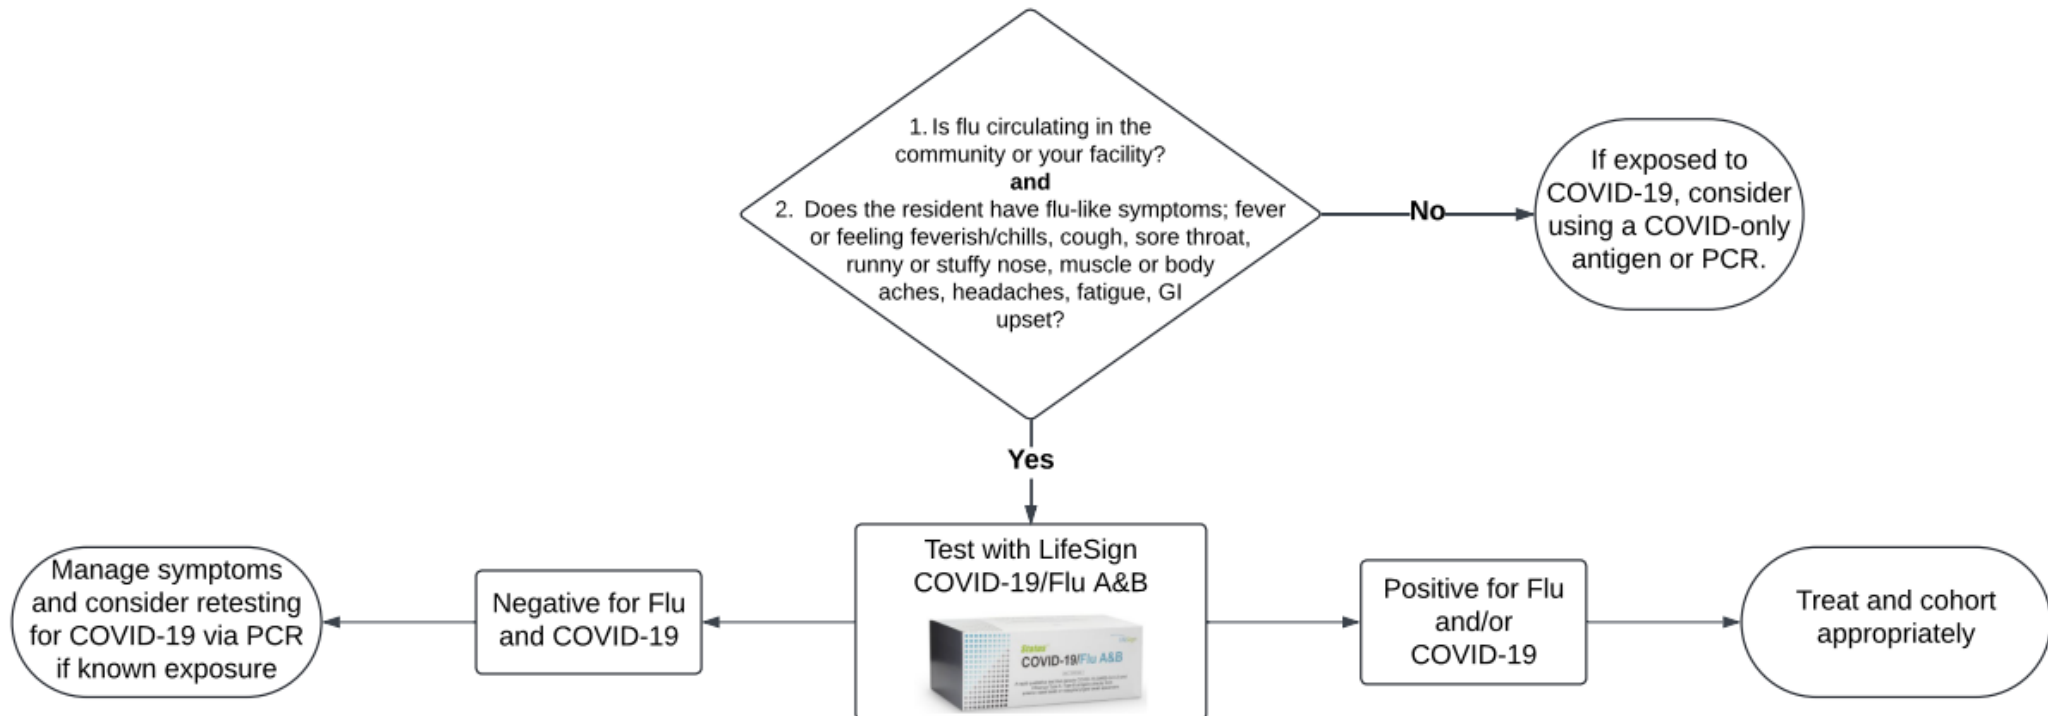 1. Is flu circulating in the
community or your facility?
and
2. Does the resident have flu-like symptoms; fever
or feeling feverish/chills, cough, sore throat,
runny or stuffy nose, muscle or body
aches, headaches, fatigue, GI
upset?
No
If exposed to
COVID-19, consider
using a COVID-only
antigen or PCR.
Yes
Manage symptoms
and consider retesting
for COVID-19 via PCR
if known exposure
Negative for Flu
and COVID-19
Test with LifeSign
COVID-19/Flu A&B
Status
COVID-19/Flu A&B
Positive for Flu
and/or
COVID-19
Treat and cohort
appropriately